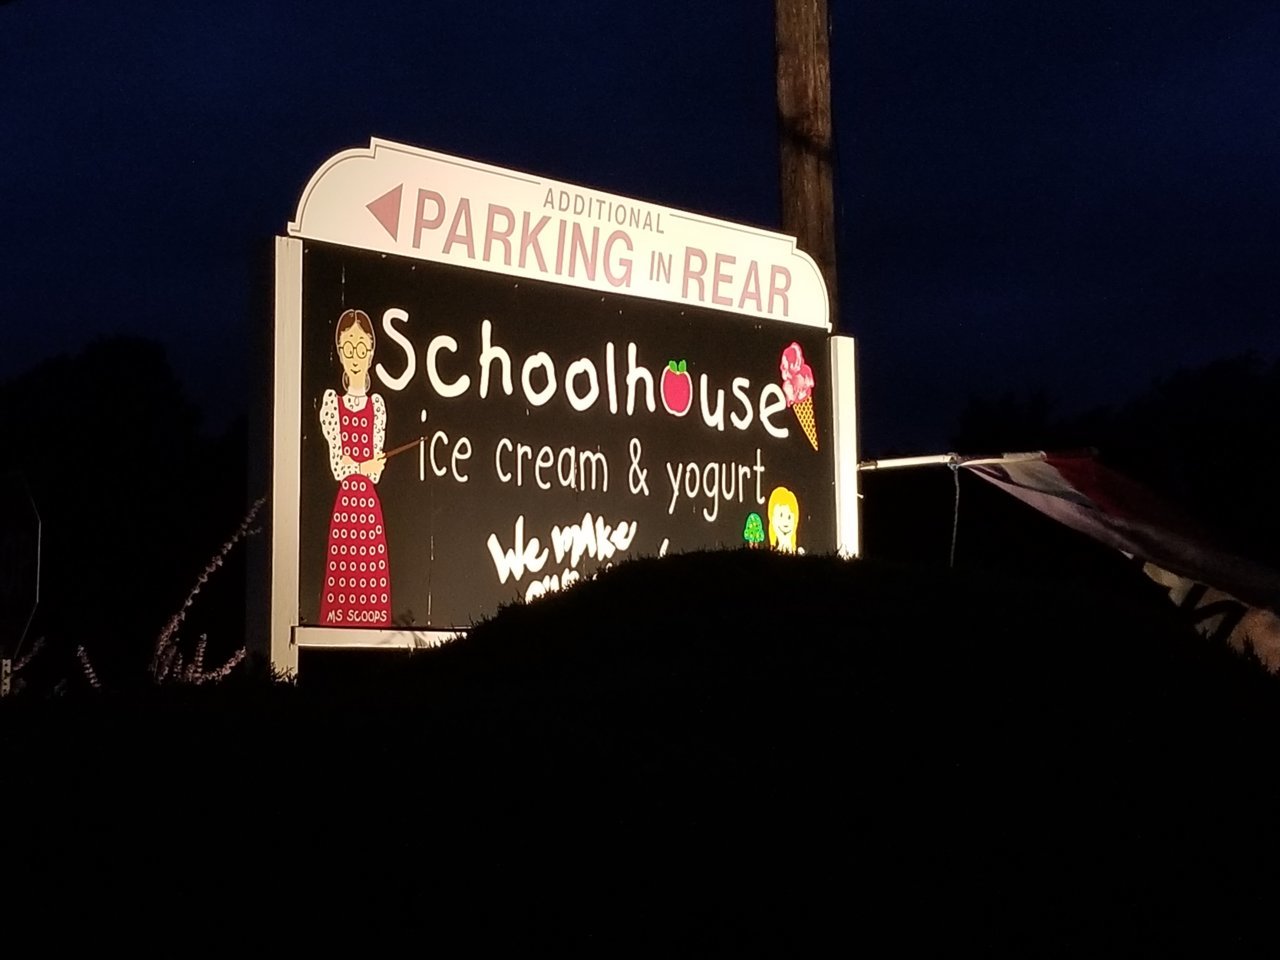 ADDITIONAL
PARKING IN REAR
Schoolhouse
ice cream & yogurt
We make
MS SCOOPS